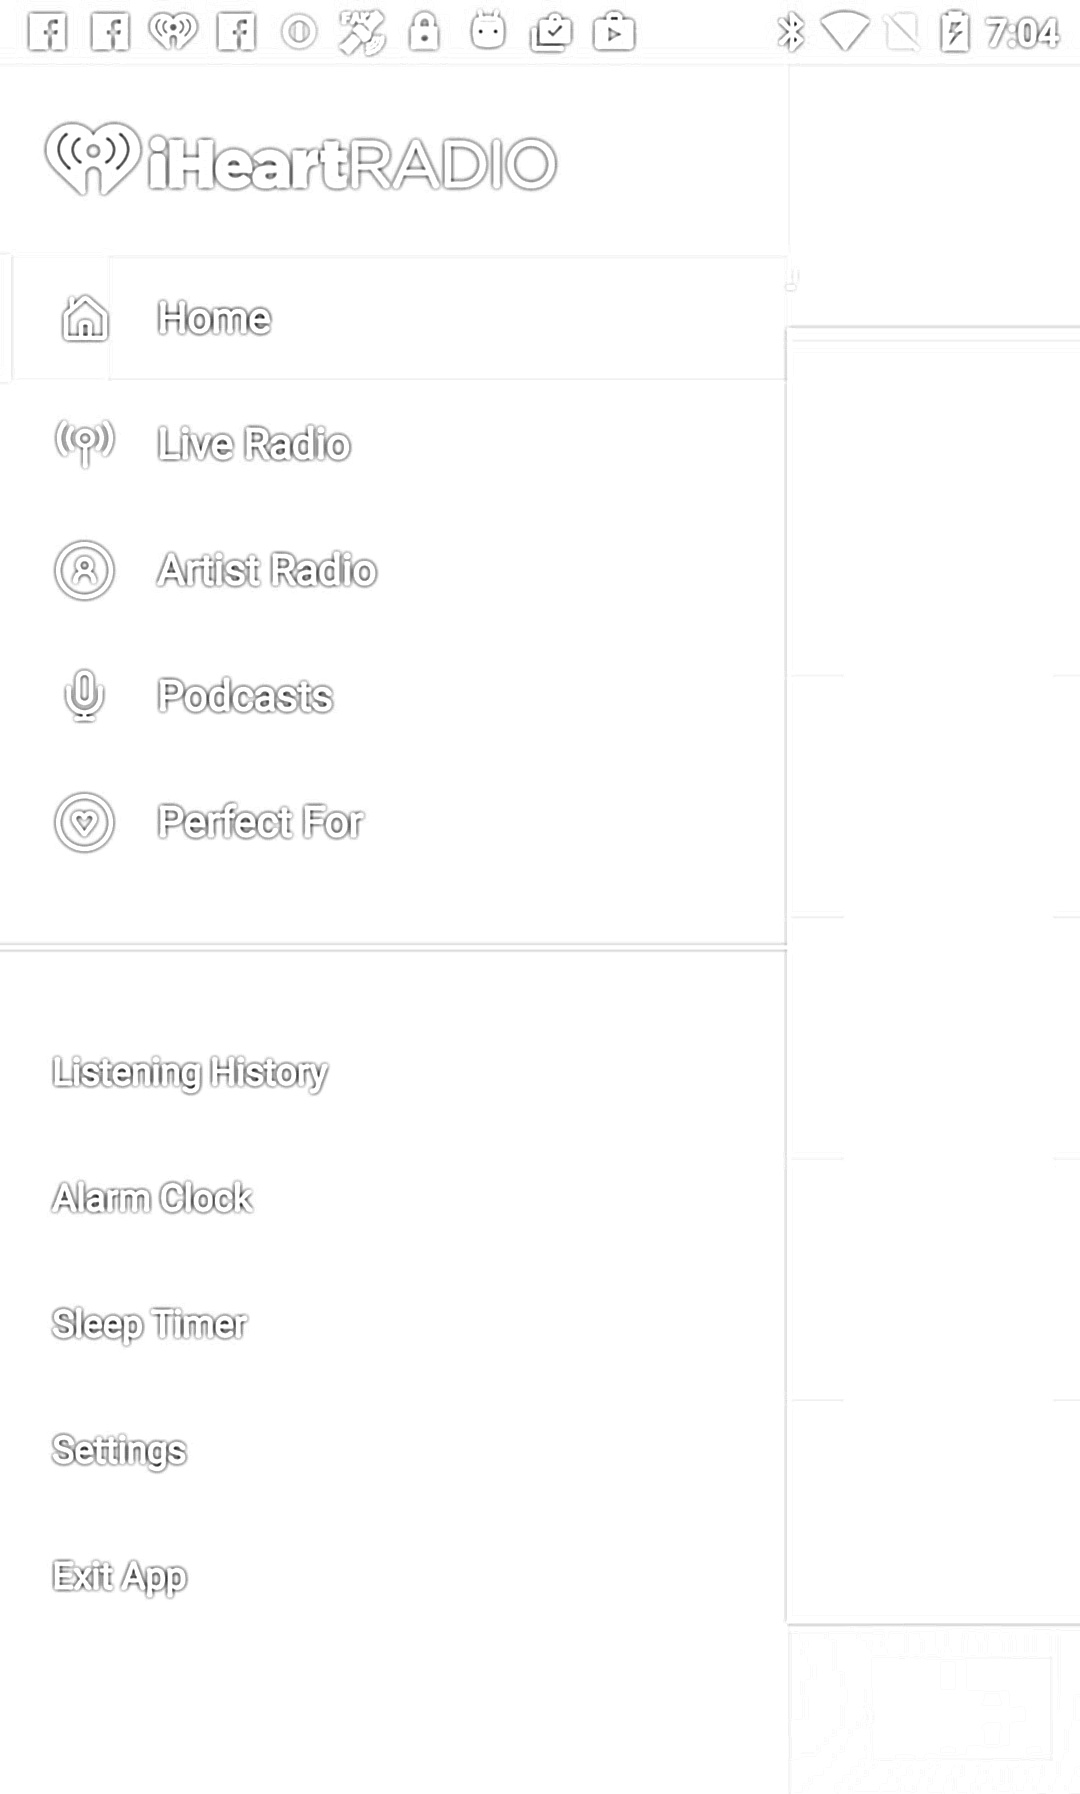 FAV
7:04
iHeartRADIO
Home
Live Radio
Artist Radio
Podcasts
Perfect For
Listening History
Alarm Clock
Sleep Timer
Settings
Exit App